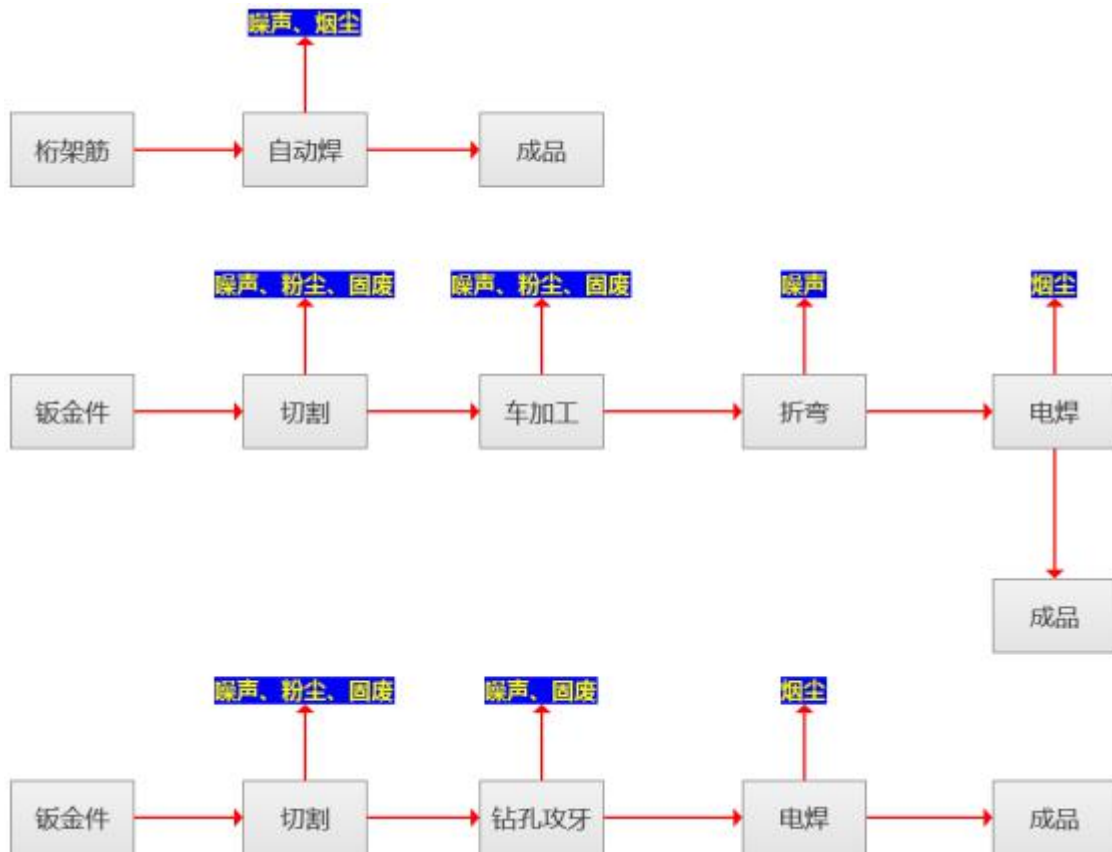 噪声、烟尘
桁架筋 自动焊 成品
噪声、粉尘、固废 噪声、粉尘、固废 噪声 烟尘
钣金件 切割 车加工 折弯 电焊
成品
噪声、粉尘、固废 噪声、固废 烟尘
钣金件 切割 钻孔攻牙 电焊 成品